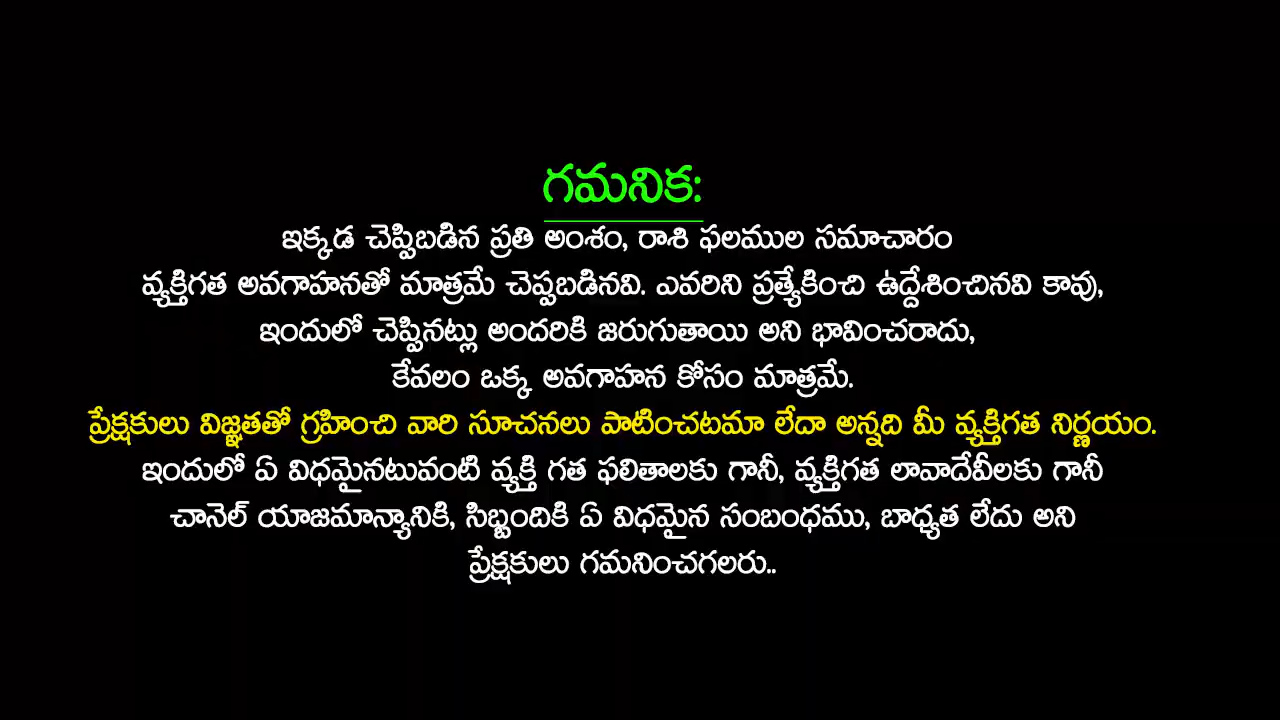 గమనిక:
ఇక్కడ చెప్పిబడిన ప్రతి అంశం, రాశి ఫలముల సమాచారం
వ్యక్తిగత అవగాహనతో మాత్రమే చెప్పబడినవి. ఎవరిని ప్రత్యేకించి ఉద్దేశించినవి కావు,
ఇందులో చెప్పినట్లు అందరికి జరుగుతాయి అని భావించరాదు,
కేవలం ఒక్క అవగాహన కోసం మాత్రమే.
ప్రేక్షకులు విజ్ఞతతో గ్రహించి వారి సూచనలు పాటించటమా లేదా అన్నది మీ వ్యక్తిగత నిర్ణయం.
ఇందులో ఏ విధమైనటువంటి వ్యక్తి గత ఫలితాలకు గానీ, వ్యక్తిగత లావాదేవీలకు గానీ
చానెల్ యాజమాన్యానికి, సిబ్బందికి ఏ విధమైన సంబంధము, బాధ్యత లేదు అని
ప్రేక్షకులు గమనించగలరు..